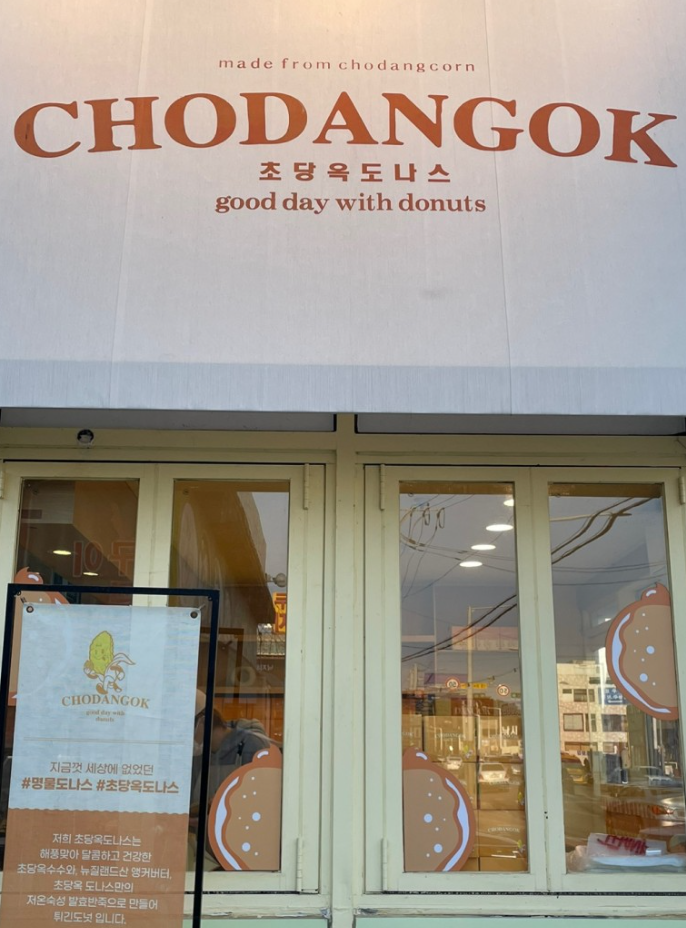 made from chodangcorn
CHODANGOK
초당옥도나스
good day with donuts
CHODANGOK
good day with
donuts
지금껏 세상에 없었던
#명물도나스 #초당옥도나스
저희 초당옥도나스는
해풍맞아 달콤하고 건강한
초당옥수수와, 뉴질랜드산 앵커버터,
초당옥 도나스만의
저온숙성 발효반죽으로 만들어
튀긴도넛 입니다.